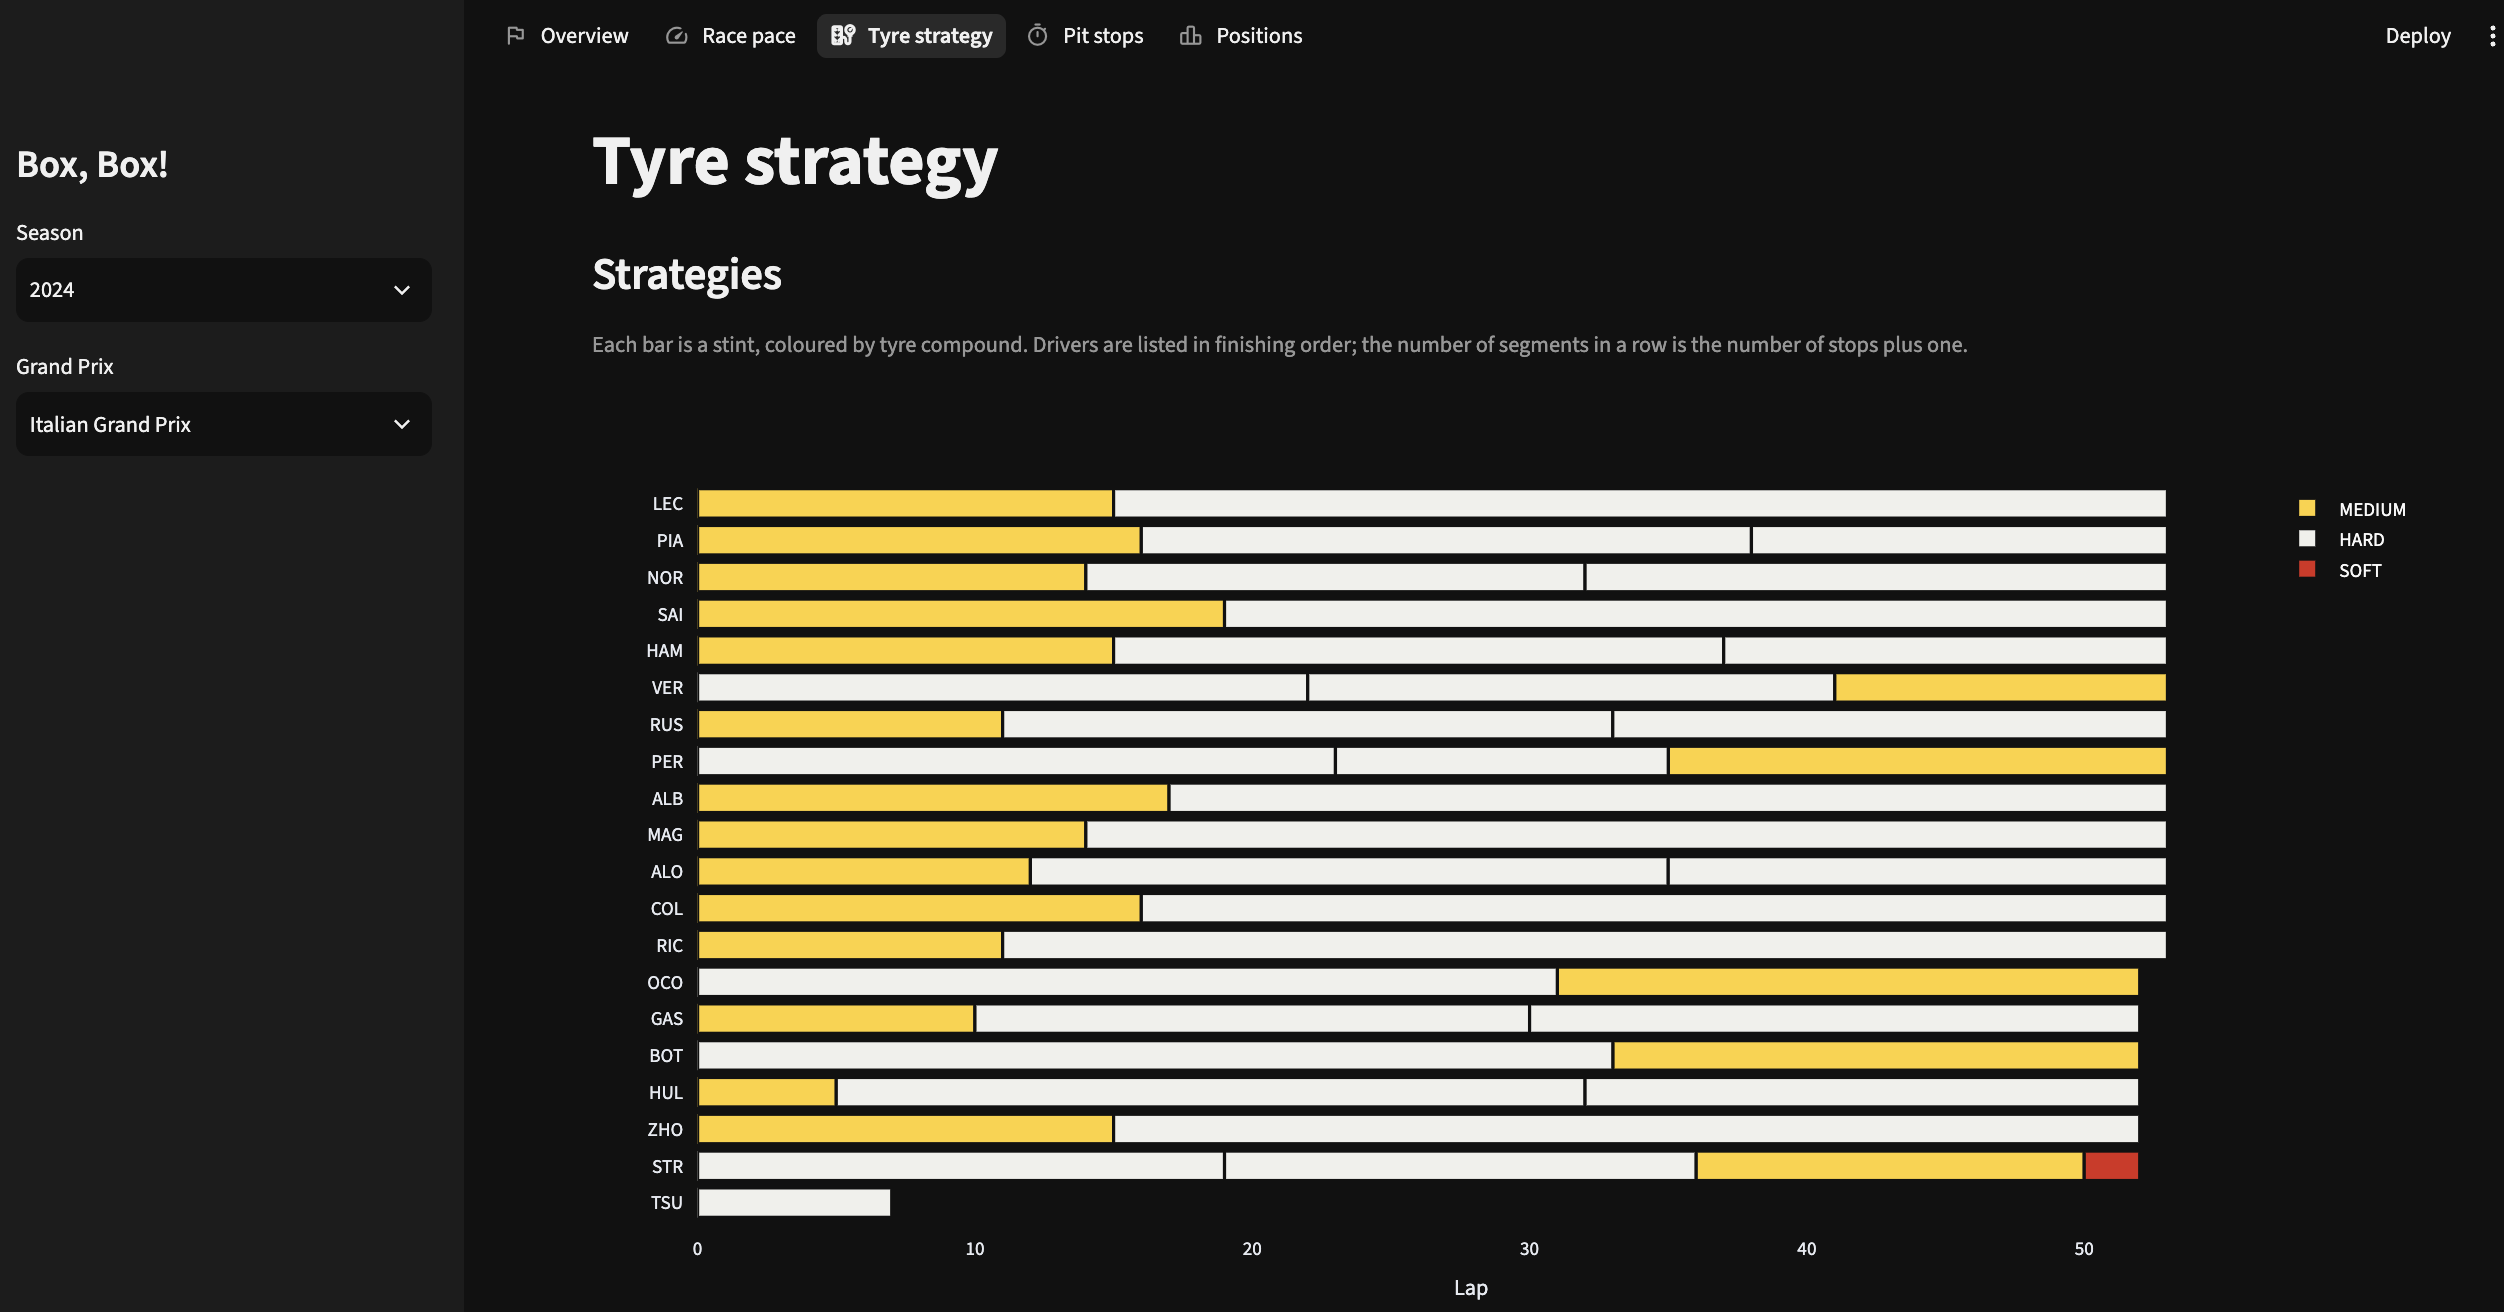 Overview Race pace Tyre strategy Pit stops Positions Deploy
Box, Box!
Season
2024
Grand Prix
Italian Grand Prix
Tyre strategy
Strategies
Each bar is a stint, coloured by tyre compound. Drivers are listed in finishing order; the number of segments in a row is the number of stops plus one.
LEC
PIA
NOR
SAI
HAM
VER
RUS
PER
ALB
MAG
ALO
COL
RIC
OCO
GAS
BOT
HUL
ZHO
STR
TSU
0 10 20 30 40 50
Lap
MEDIUM
HARD
SOFT